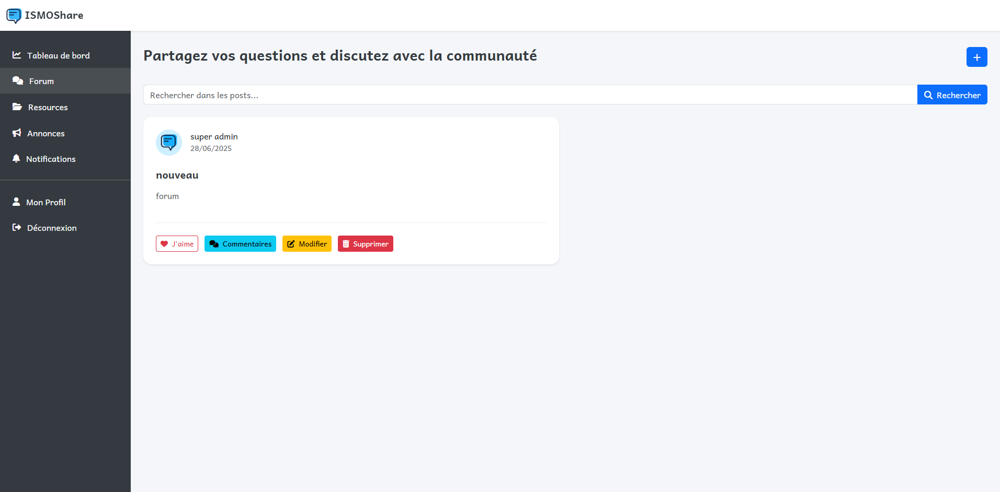 ISMOShare
Tableau de bord
Forum
Resources
Annonces
Notifications
Mon Profil
Déconnexion
Partagez vos questions et discutez avec la communauté
+
Rechercher dans les posts...
Rechercher
super admin
28/06/2025
nouveau
forum
J'aime
Commentaires
Modifier
Supprimer